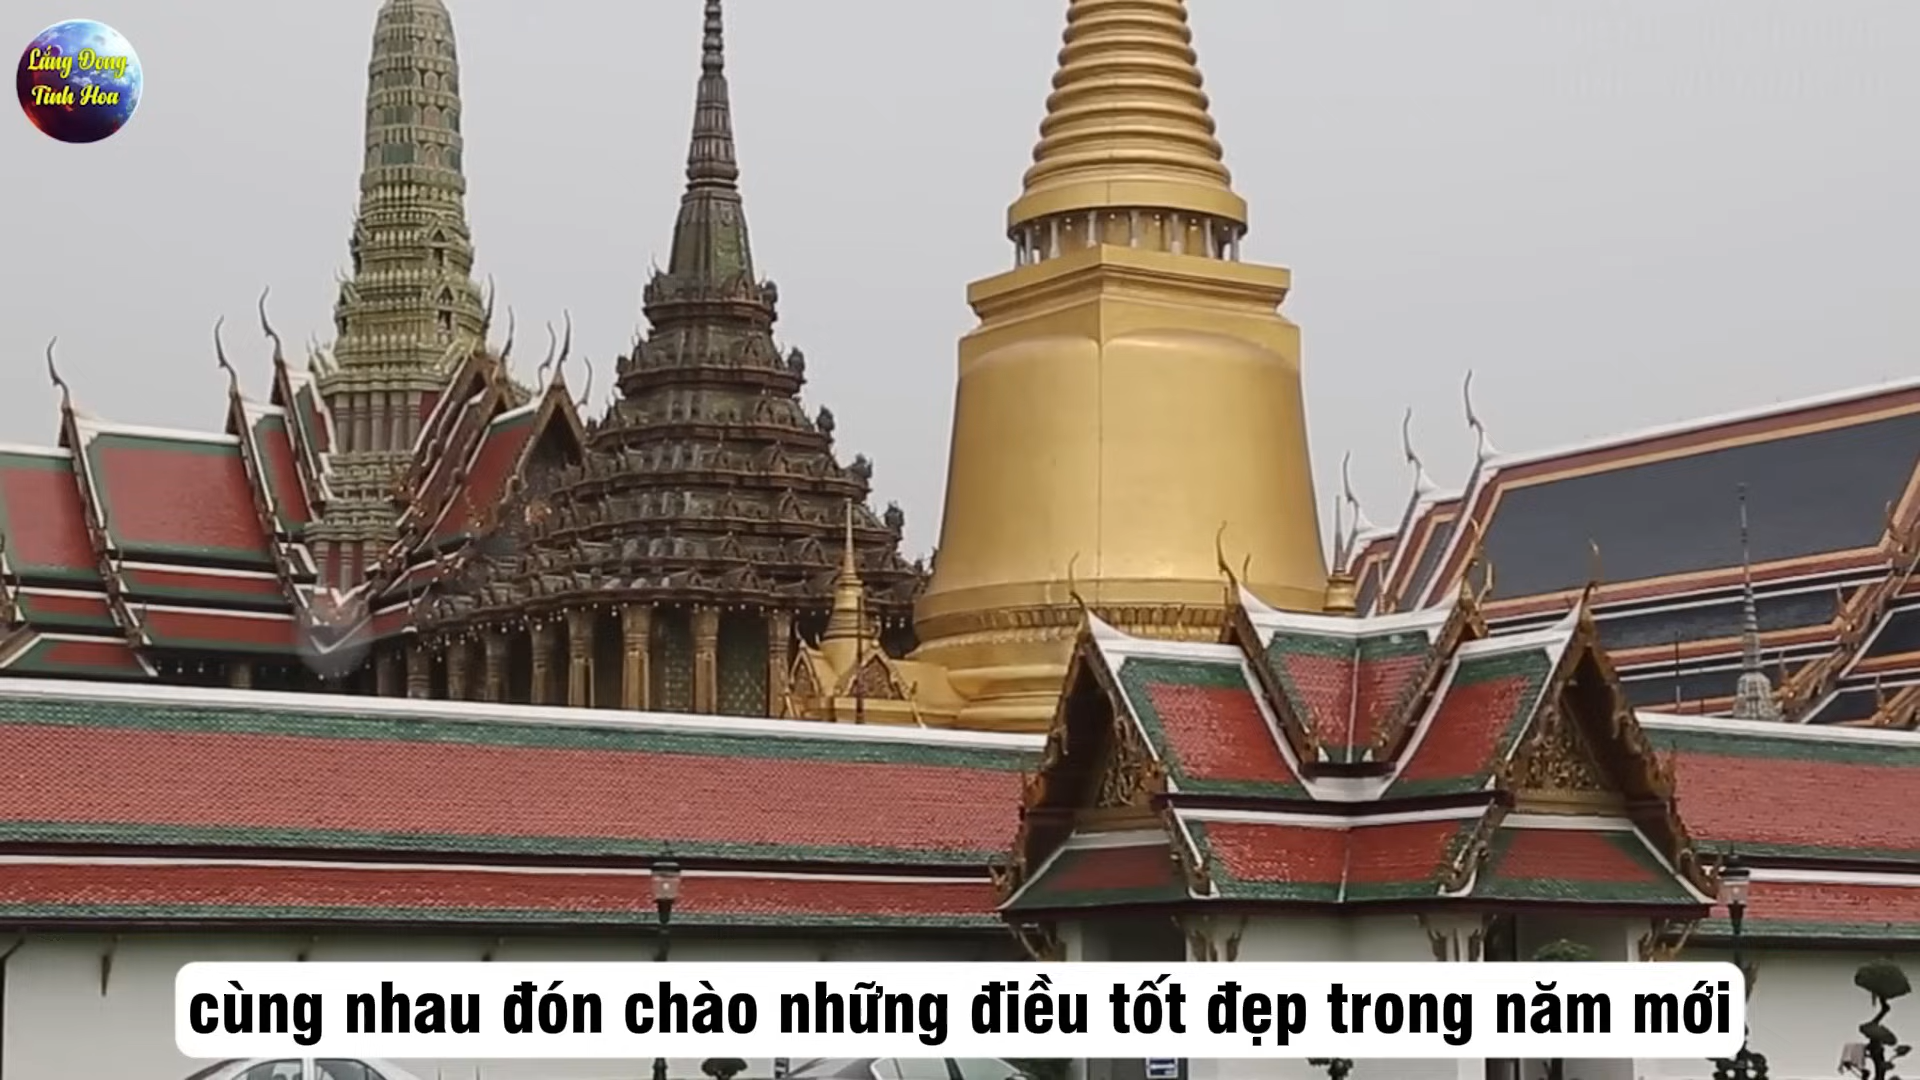 Lắng Đọng
Tinh Hoa
cùng nhau đón chào những điều tốt đẹp trong năm mới